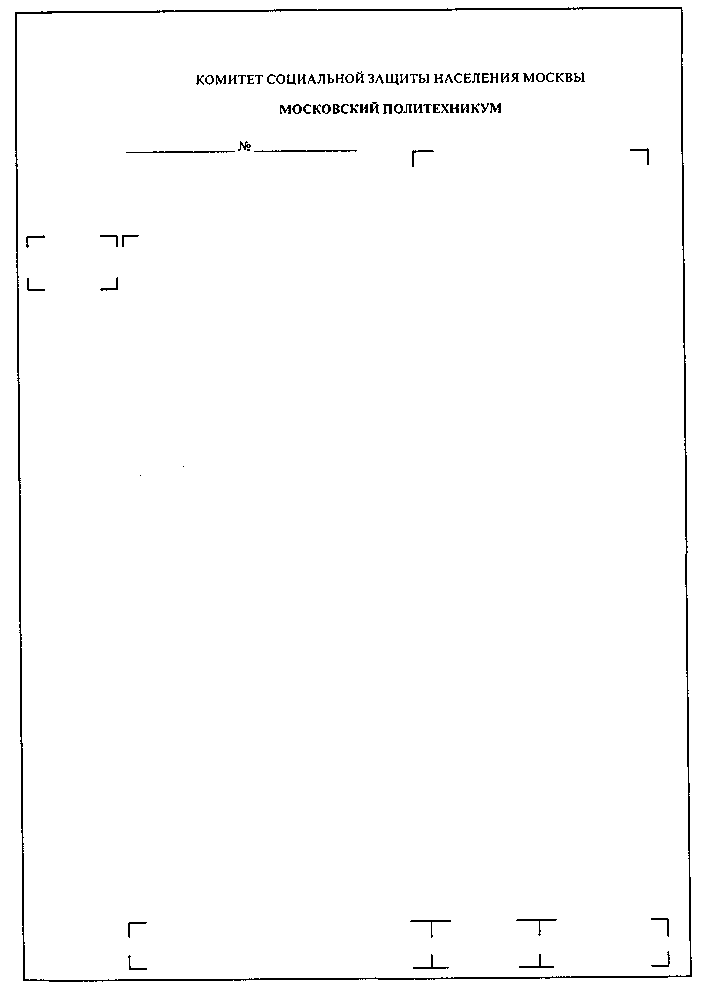 КОМИТЕТ СОЦИАЛЬНОЙ ЗАЩИТЫ НАСЕЛЕНИЯ МОСКВЫ
МОСКОВСКИЙ ПОЛИТЕХНИКУМ
№